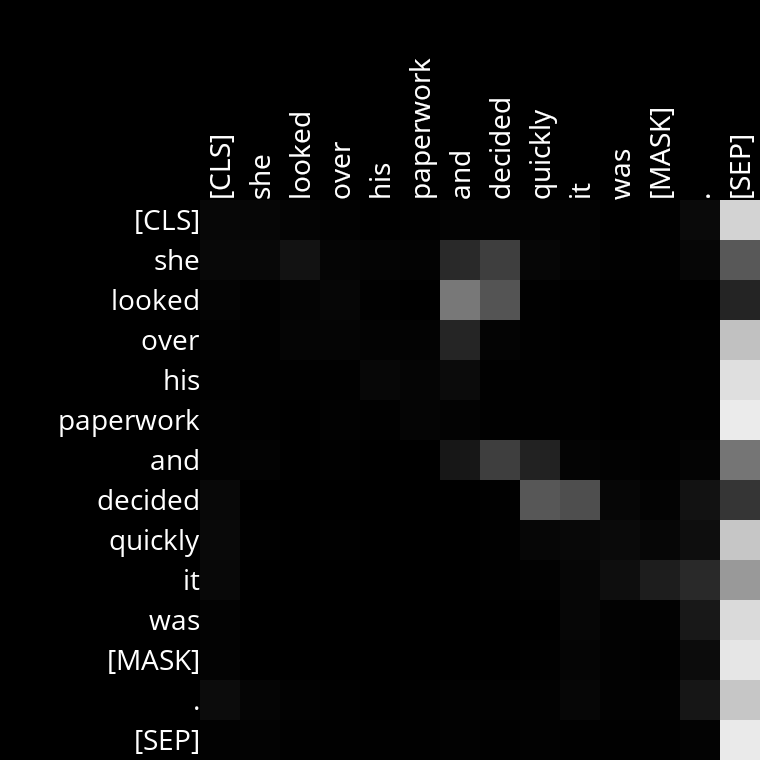 [CLS] she looked over his paperwork and decided quickly it was [MASK] . [SEP]
[CLS]
she
looked
over
his
paperwork
and
decided
quickly
it
was
[MASK]
.
[SEP]